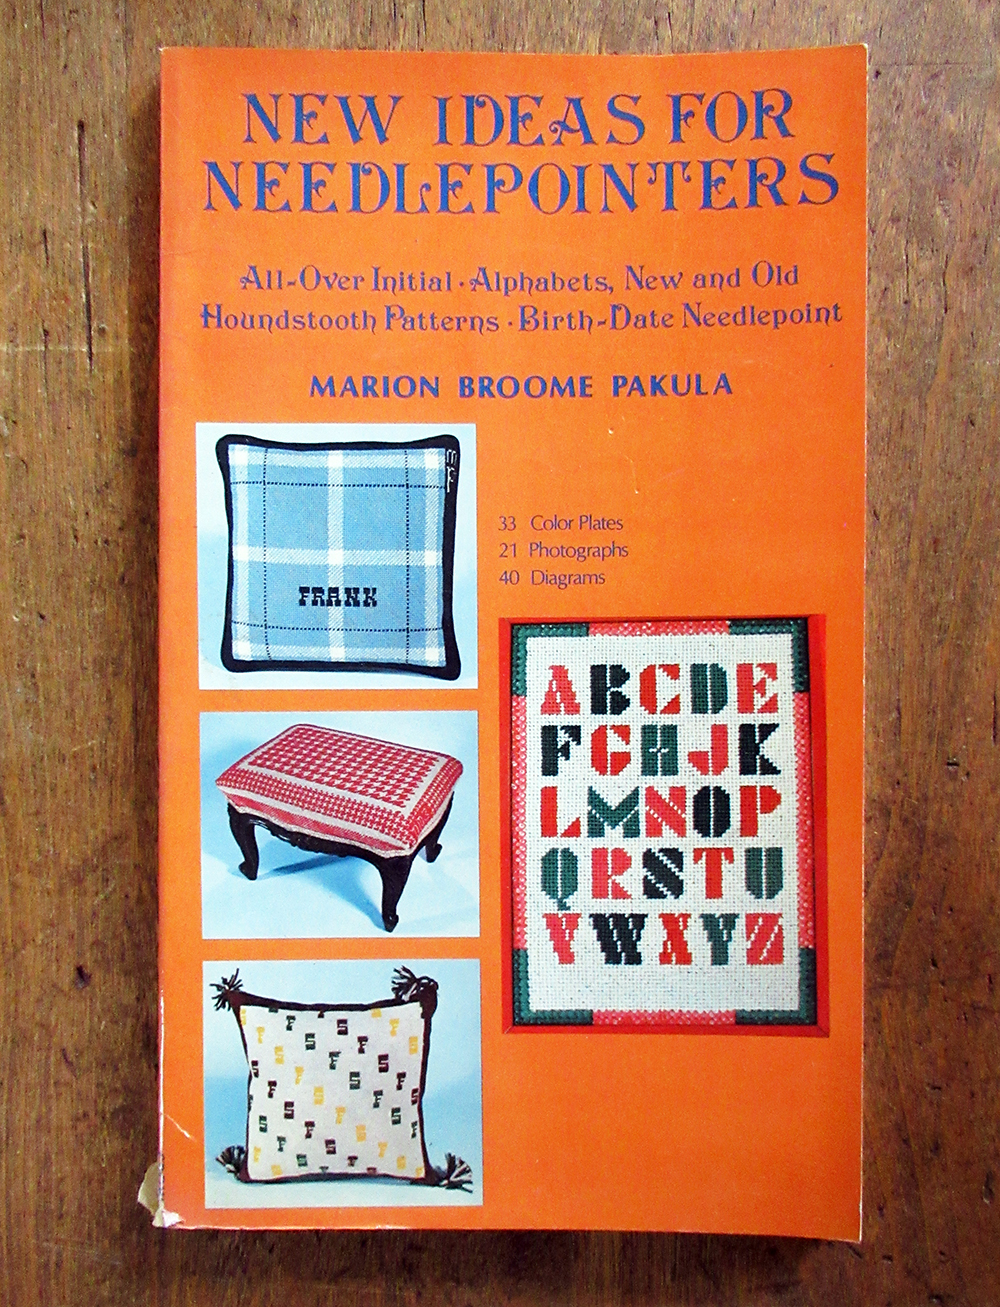 NEW IDEAS FOR
NEEDLEPOINTERS
All-Over Initial · Alphabets, New and Old
Houndstooth Patterns · Birth-Date Needlepoint
MARION BROOME PAKULA
33 Color Plates
21 Photographs
40 Diagrams
FRANK
ABCDE
FGHJK
LMNOP
QRSTU
VWXYZ